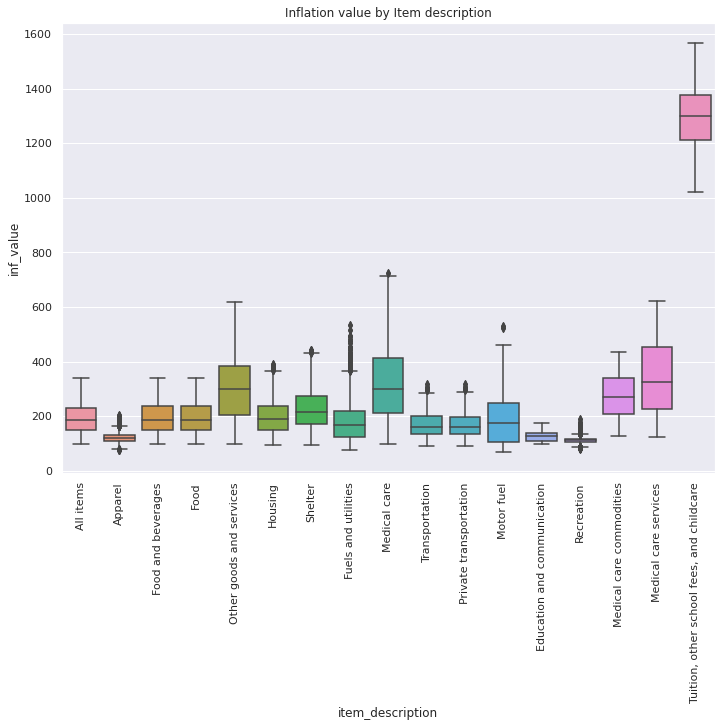 Inflation value by Item description
inf_value
1600
1400
1200
1000
800
600
400
200
0
All items
Apparel
Food and beverages
Food
Other goods and services
Housing
Shelter
Fuels and utilities
Medical care
Transportation
Private transportation
Motor fuel
Education and communication
Recreation
Medical care commodities
Medical care services
Tuition, other school fees, and childcare
item_description